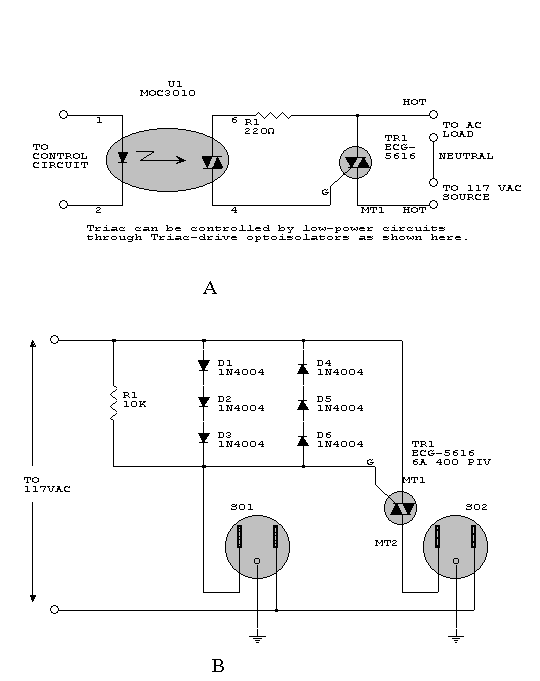 U1
MOC3010
HOT
1
6
R1
220Ω
TO AC
LOAD
TO
CONTROL
CIRCUIT
TR1
ECG-
5616
NEUTRAL
G
TO 117 VAC
SOURCE
2
4
MT1
HOT
Triac can be controlled by low-power circuits
through Triac-drive optoisolators as shown here.
A
D1
1N4004
D4
1N4004
R1
10K
D2
1N4004
D5
1N4004
D3
1N4004
D6
1N4004
TR1
ECG-5616
6A 400 PIV
G
MT1
TO
117VAC
SO1
SO2
MT2
B